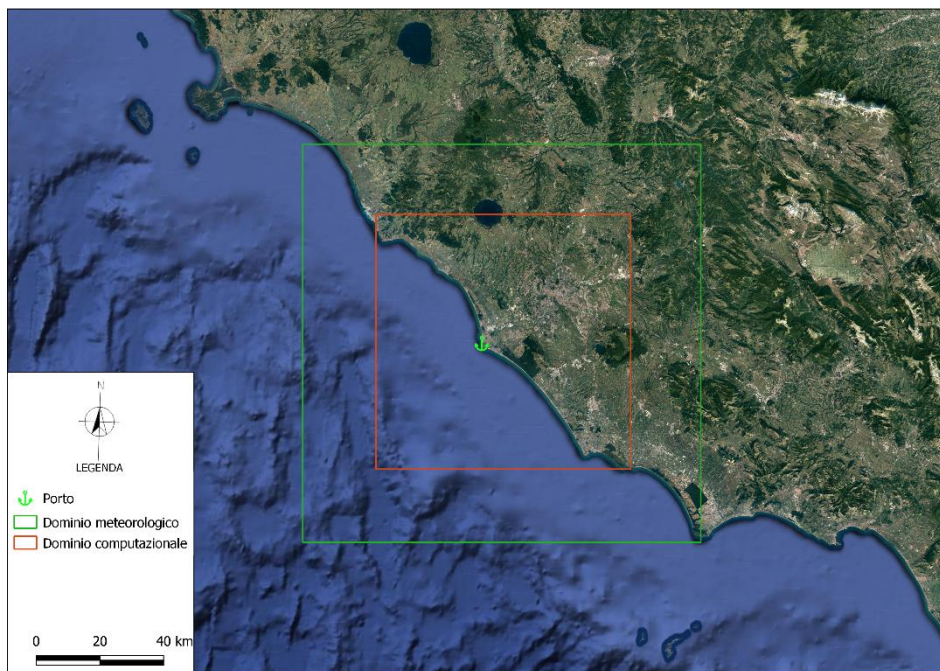 N
LEGENDA
Porto
Dominio meteorologico
Dominio computazionale
0 20 40 km